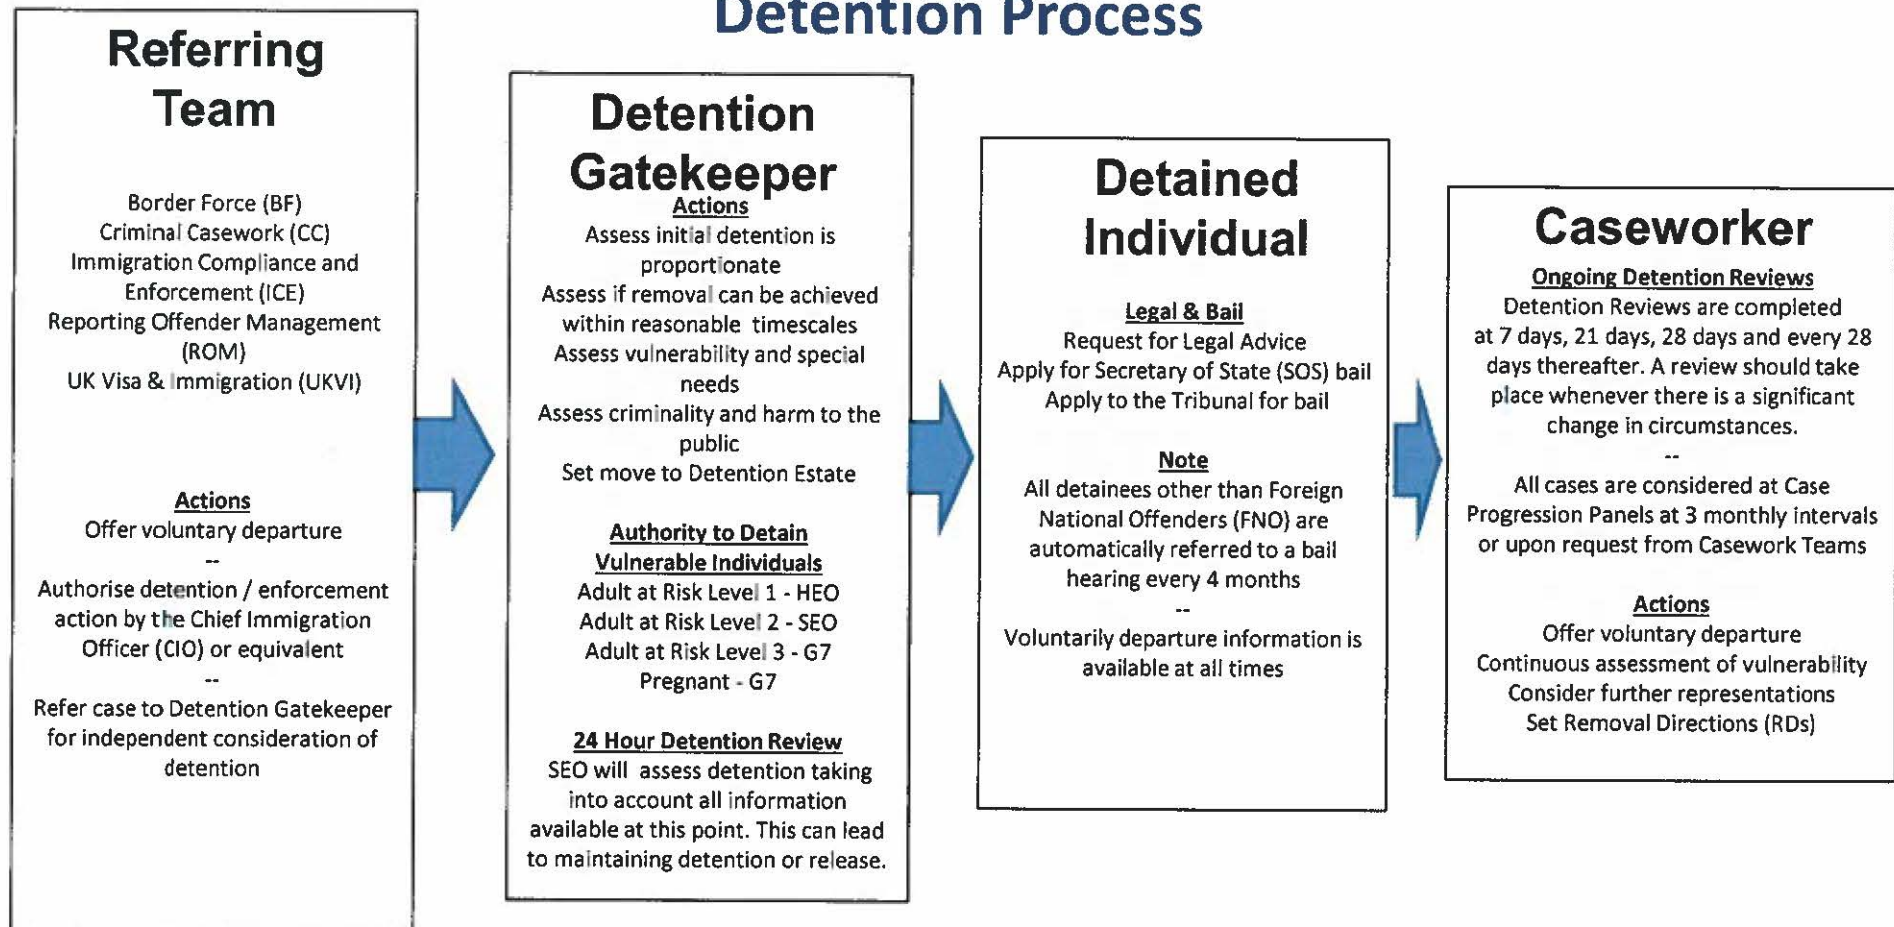 Detention Process
Referring
Team
Border Force (BF)
Criminal Casework (CC)
Immigration Compliance and
Enforcement (ICE)
Reporting Offender Management
(ROM)
UK Visa & Immigration (UKVI)
Actions
Offer voluntary departure
--
Authorise detention / enforcement
action by the Chief Immigration
Officer (CIO) or equivalent
--
Refer case to Detention Gatekeeper
for independent consideration of
detention
Detention
Gatekeeper
Actions
Assess initial detention is
proportionate
Assess if removal can be achieved
within reasonable timescales
Assess vulnerability and special
needs
Assess criminality and harm to the
public
Set move to Detention Estate
Authority to Detain
Vulnerable Individuals
Adult at Risk Level 1 - HEO
Adult at Risk Level 2 - SEO
Adult at Risk Level 3 - G7
Pregnant - G7
24 Hour Detention Review
SEO will assess detention taking
into account all information
available at this point. This can lead
to maintaining detention or release.
Detained
Individual
Legal & Bail
Request for Legal Advice
Apply for Secretary of State (SOS) bail
Apply to the Tribunal for bail
Note
All detainees other than Foreign
National Offenders (FNO) are
automatically referred to a bail
hearing every 4 months
--
Voluntarily departure information is
available at all times
Caseworker
Ongoing Detention Reviews
Detention Reviews are completed
at 7 days, 21 days, 28 days and every 28
days thereafter. A review should take
place whenever there is a significant
change in circumstances.
--
All cases are considered at Case
Progression Panels at 3 monthly intervals
or upon request from Casework Teams
Actions
Offer voluntary departure
Continuous assessment of vulnerability
Consider further representations
Set Removal Directions (RDs)